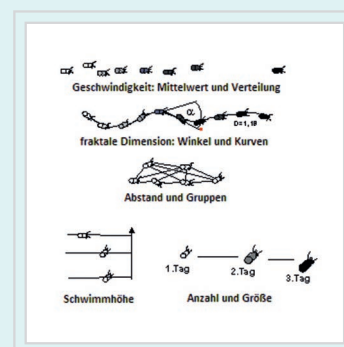 Geschwindigkeit: Mittelwert und Verteilung
α
D=1,19
fraktale Dimension: Winkel und Kurven
Abstand und Gruppen
1.Tag
2.Tag
3.Tag
Schwimmhöhe
Anzahl und Größe